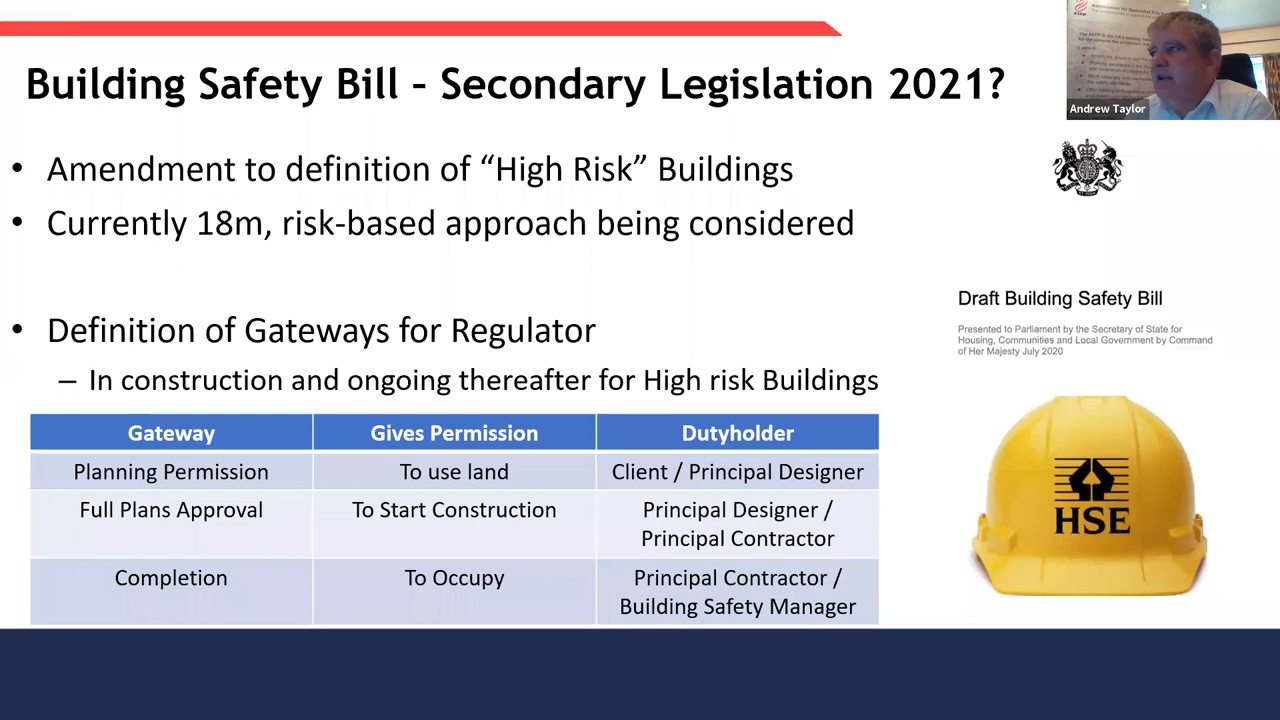 Building Safety Bill - Secondary Legislation 2021?
Andrew Taylor
• Amendment to definition of “High Risk” Buildings
• Currently 18m, risk-based approach being considered
• Definition of Gateways for Regulator
– In construction and ongoing thereafter for High risk Buildings
Gateway Gives Permission Dutyholder
Planning Permission To use land Client / Principal Designer
Full Plans Approval To Start Construction Principal Designer /
Principal Contractor
Completion To Occupy Principal Contractor /
Building Safety Manager
Draft Building Safety Bill
Presented to Parliament by the Secretary of State for
Housing, Communities and Local Government by Command
of Her Majesty July 2020
HSE